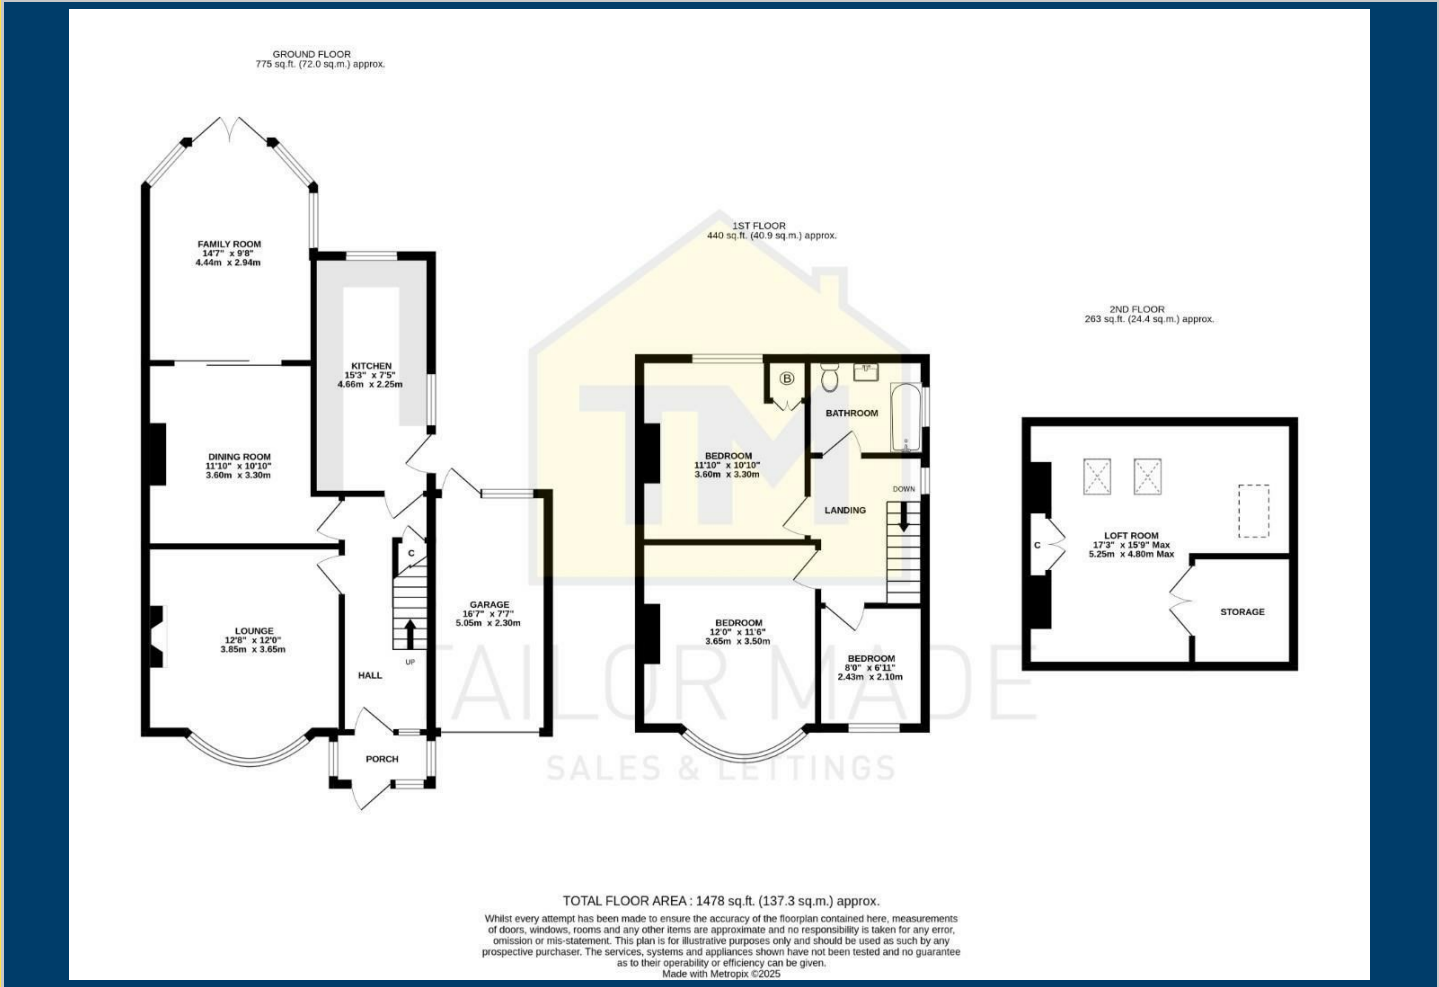 GROUND FLOOR
775 sq.ft. (72.0 sq.m.) approx.
FAMILY ROOM
14'7" x 9'8"
4.44m x 2.94m
KITCHEN
15'3" x 7'5"
4.66m x 2.25m
DINING ROOM
11'10" x 10'10"
3.60m x 3.30m
C
LOUNGE
12'8" x 12'0"
3.85m x 3.65m
GARAGE
16'7" x 7'7"
5.05m x 2.30m
UP
HALL
PORCH
1ST FLOOR
440 sq.ft. (40.9 sq.m.) approx.
B
BATHROOM
BEDROOM
11'10" x 10'10"
3.60m x 3.30m
DOWN
LANDING
BEDROOM
12'0" x 11'6"
3.65m x 3.50m
BEDROOM
8'0" x 6'11"
2.43m x 2.10m
2ND FLOOR
263 sq.ft. (24.4 sq.m.) approx.
LOFT ROOM
17'3" x 15'9" Max
5.25m x 4.80m Max
C
STORAGE
TM
TAILOR MADE
SALES & LETTINGS
TOTAL FLOOR AREA : 1478 sq.ft. (137.3 sq.m.) approx.
Whilst every attempt has been made to ensure the accuracy of the floorplan contained here, measurements
of doors, windows, rooms and any other items are approximate and no responsibility is taken for any error,
omission or mis-statement. This plan is for illustrative purposes only and should be used as such by any
prospective purchaser. The services, systems and appliances shown have not been tested and no guarantee
as to their operability or efficiency can be given.
Made with Metropix ©2025